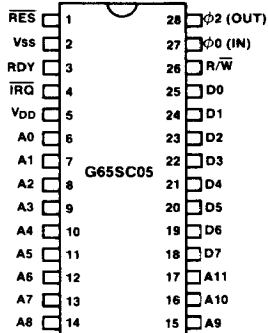 R̅E̅S̅ 1 28 ϕ2 (OUT)
Vss 2 27 ϕ0 (IN)
RDY 3 26 R/W̅
I̅R̅Q̅ 4 25 D0
VDD 5 24 D1
A0 6 23 D2
A1 7 22 D3
G65SC05
A2 8 21 D4
A3 9 20 D5
A4 10 19 D6
A5 11 18 D7
A6 12 17 A11
A7 13 16 A10
A8 14 15 A9